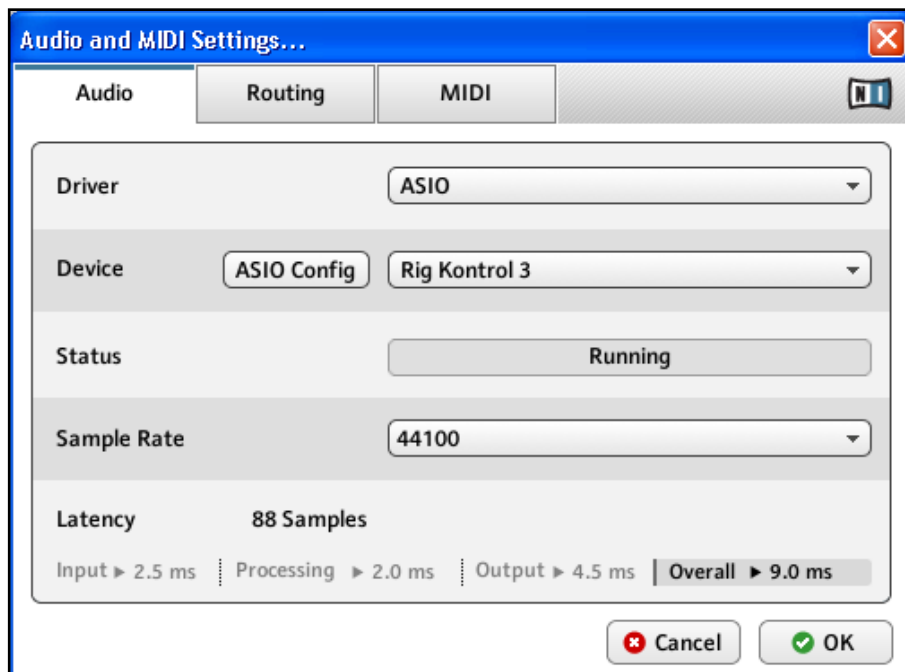 Audio and MIDI Settings...
Audio Routing MIDI NI
Driver ASIO
Device ASIO Config Rig Kontrol 3
Status Running
Sample Rate 44100
Latency 88 Samples
Input ▸ 2.5 ms Processing ▸ 2.0 ms Output ▸ 4.5 ms Overall ▸ 9.0 ms
Cancel OK